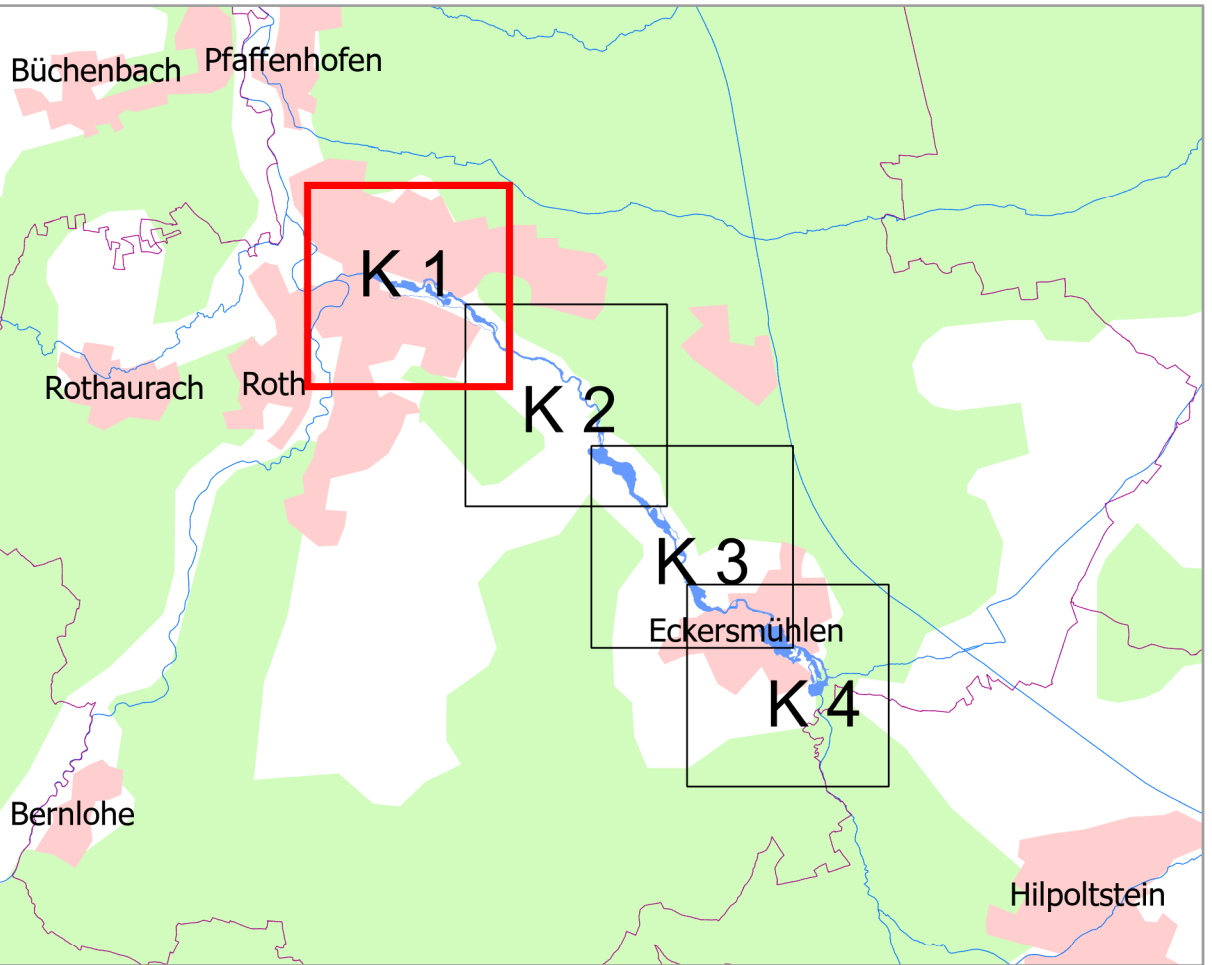 Büchenbach
Pfaffenhofen
K 1
Rothaurach
Roth
K 2
K 3
Eckersmühlen
K 4
Bernlohe
Hilpoltstein